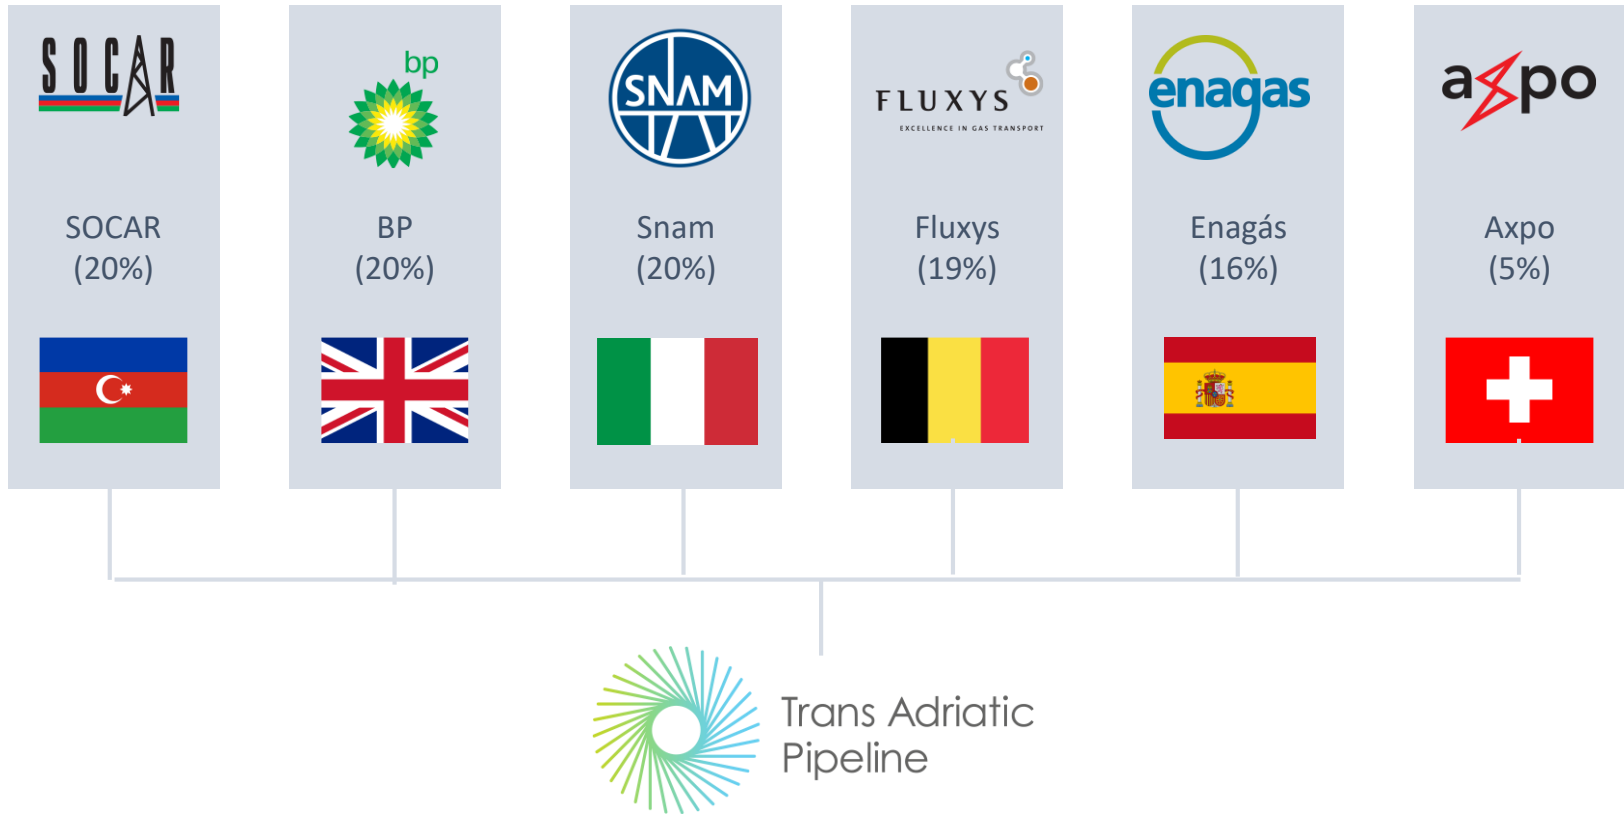 SOCAR
bp
SNAM
FLUXYS
EXCELLENCE IN GAS TRANSPORT
enagas
axpo
SOCAR
(20%)
BP
(20%)
Snam
(20%)
Fluxys
(19%)
Enagás
(16%)
Axpo
(5%)
Trans Adriatic
Pipeline